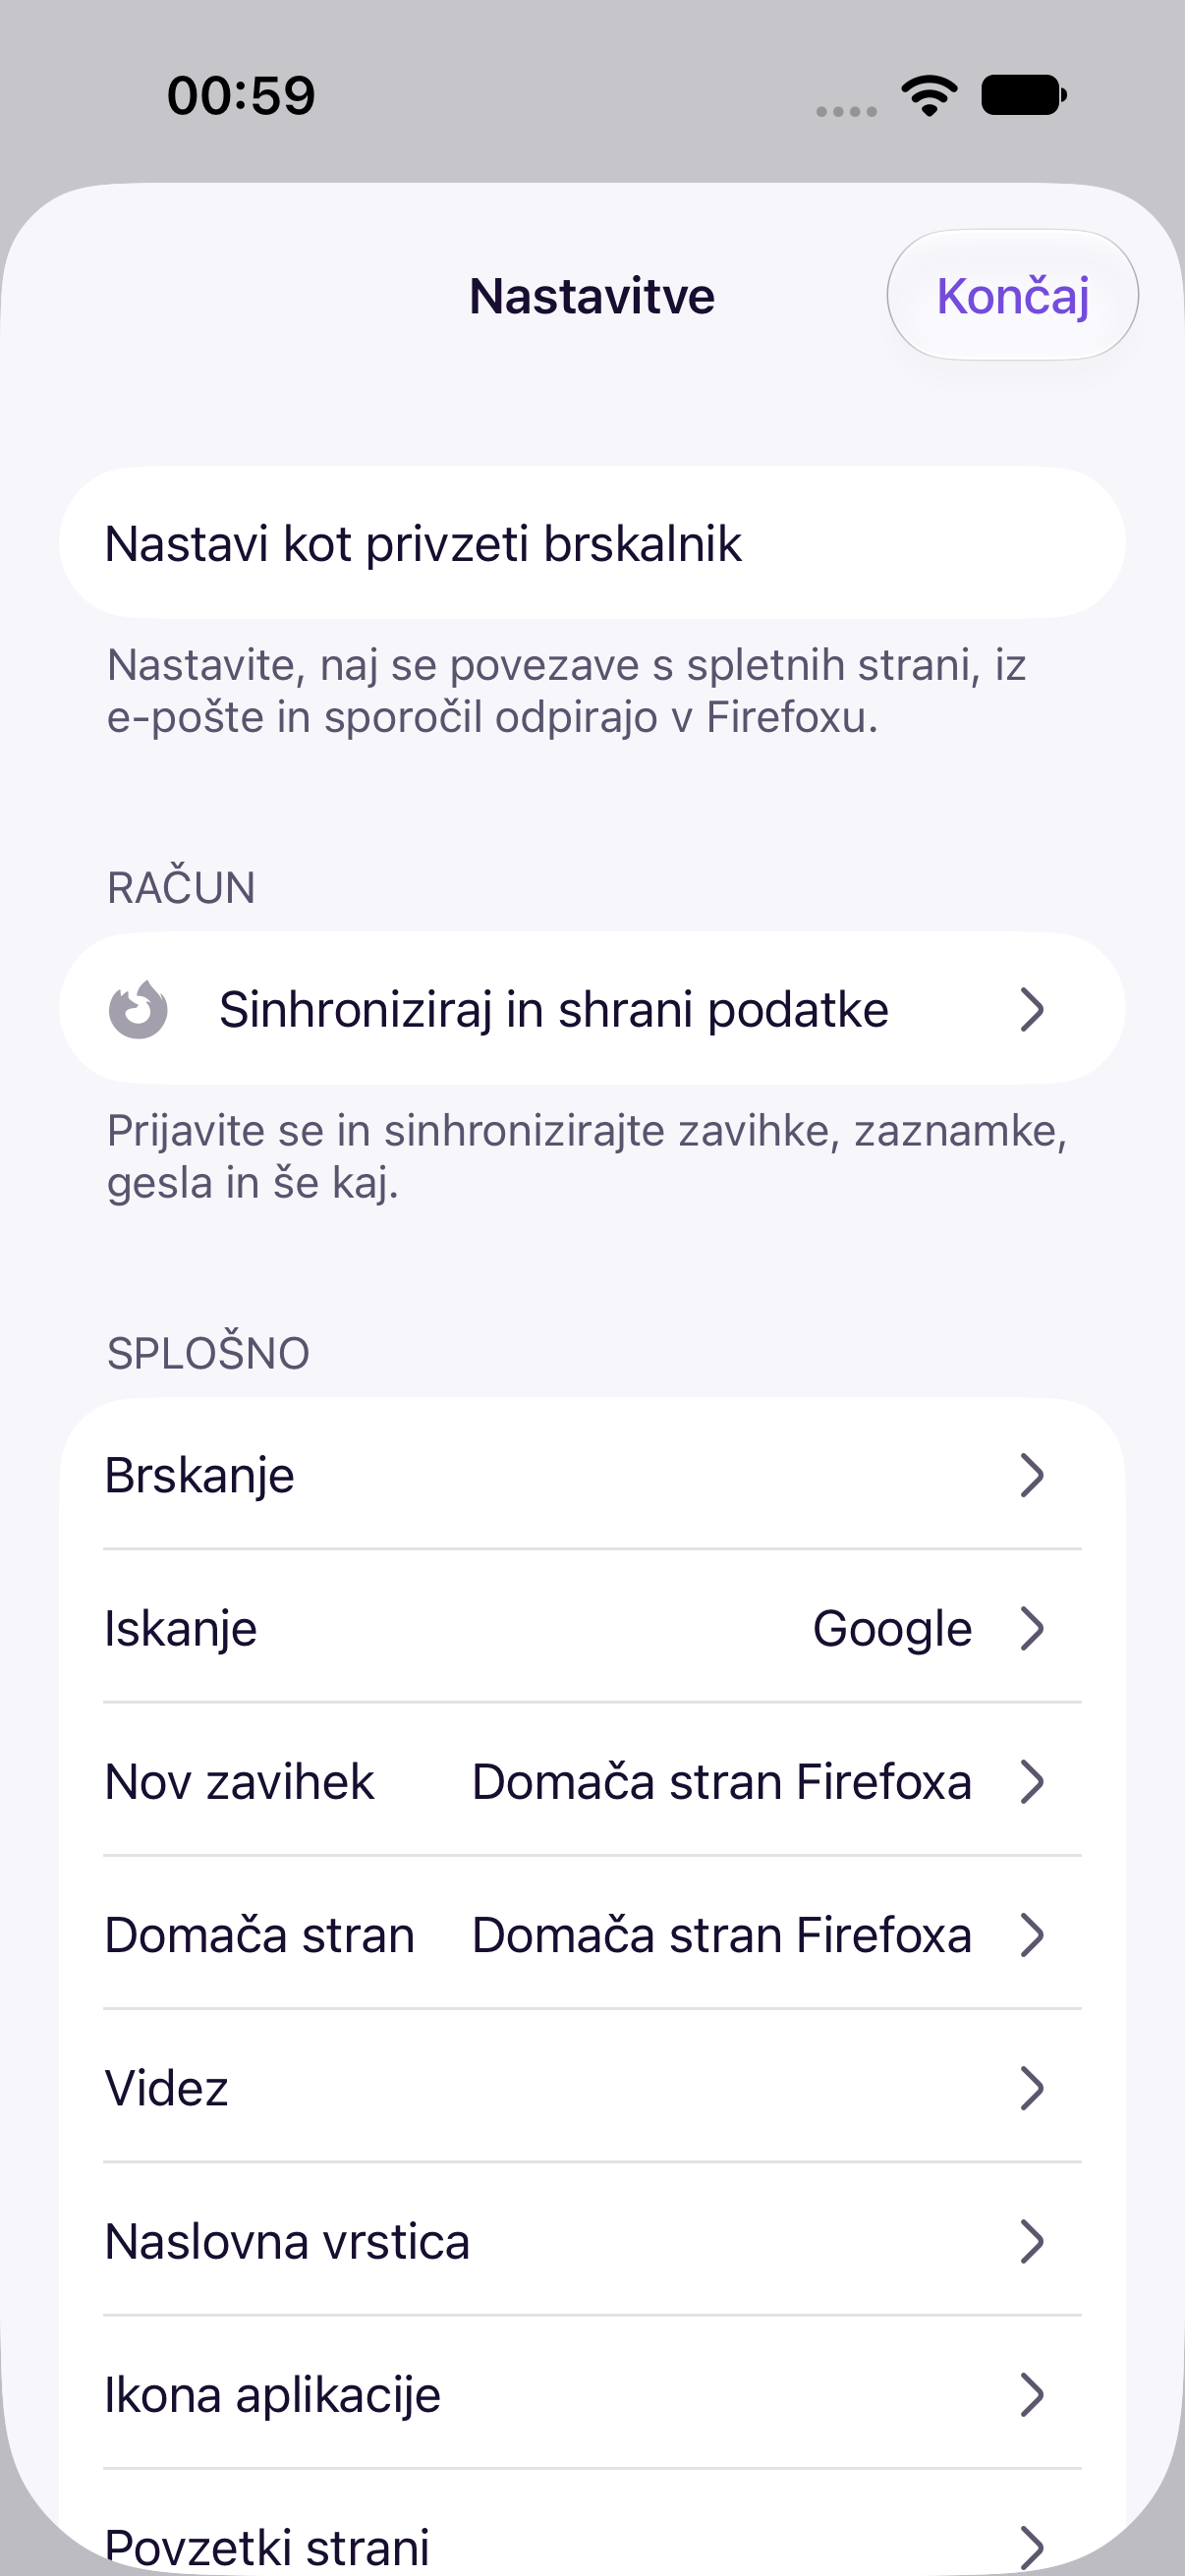 00:59
Nastavitve
Končaj
Nastavi kot privzeti brskalnik
Nastavite, naj se povezave s spletnih strani, iz
e-pošte in sporočil odpirajo v Firefoxu.
RAČUN
Sinhroniziraj in shrani podatke
Prijavite se in sinhronizirajte zavihke, zaznamke,
gesla in še kaj.
SPLOŠNO
Brskanje
Iskanje Google
Nov zavihek Domača stran Firefoxa
Domača stran Domača stran Firefoxa
Videz
Naslovna vrstica
Ikona aplikacije
Povzetki strani